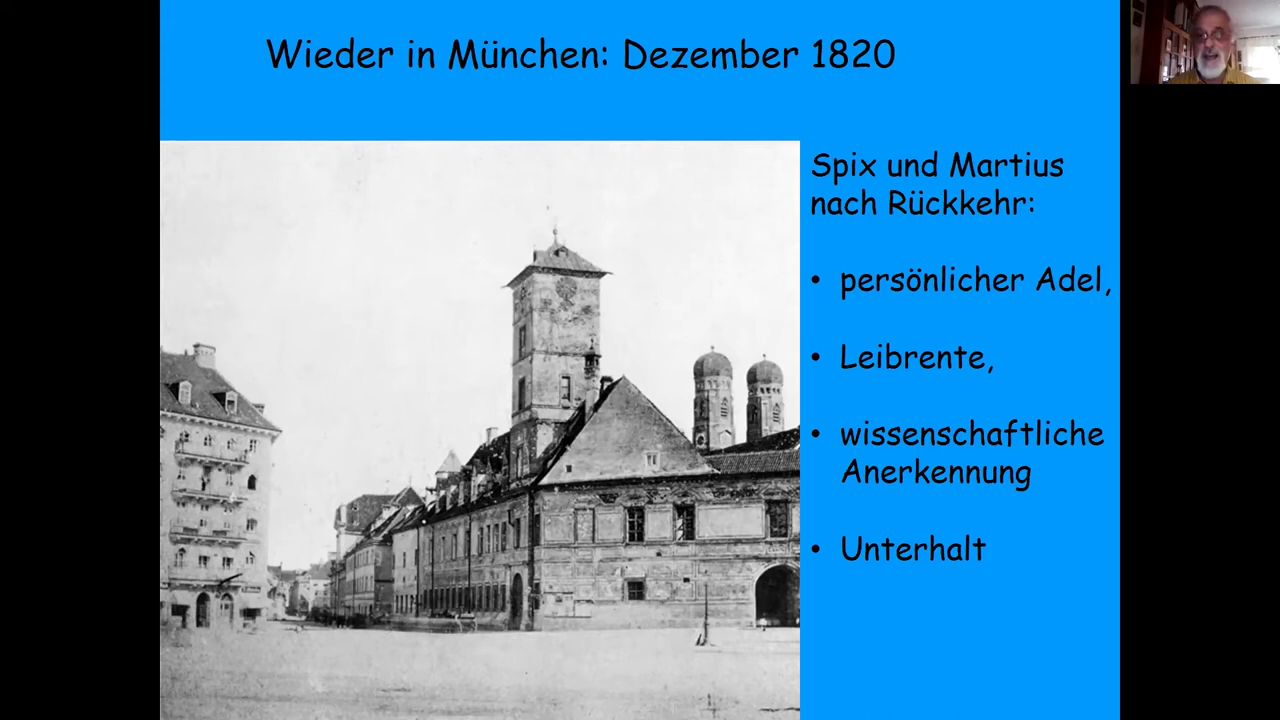 Wieder in München: Dezember 1820
Spix und Martius
nach Rückkehr:
• persönlicher Adel,
• Leibrente,
• wissenschaftliche
Anerkennung
• Unterhalt